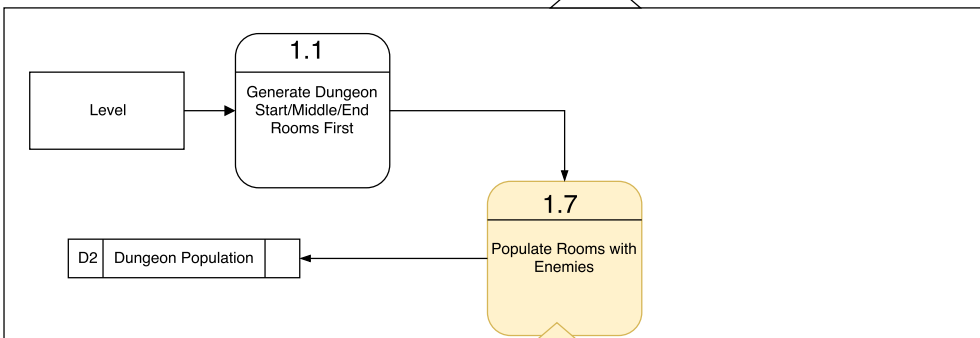 1.1
Level
Generate Dungeon
Start/Middle/End
Rooms First
1.7
Populate Rooms with
Enemies
D2
Dungeon Population